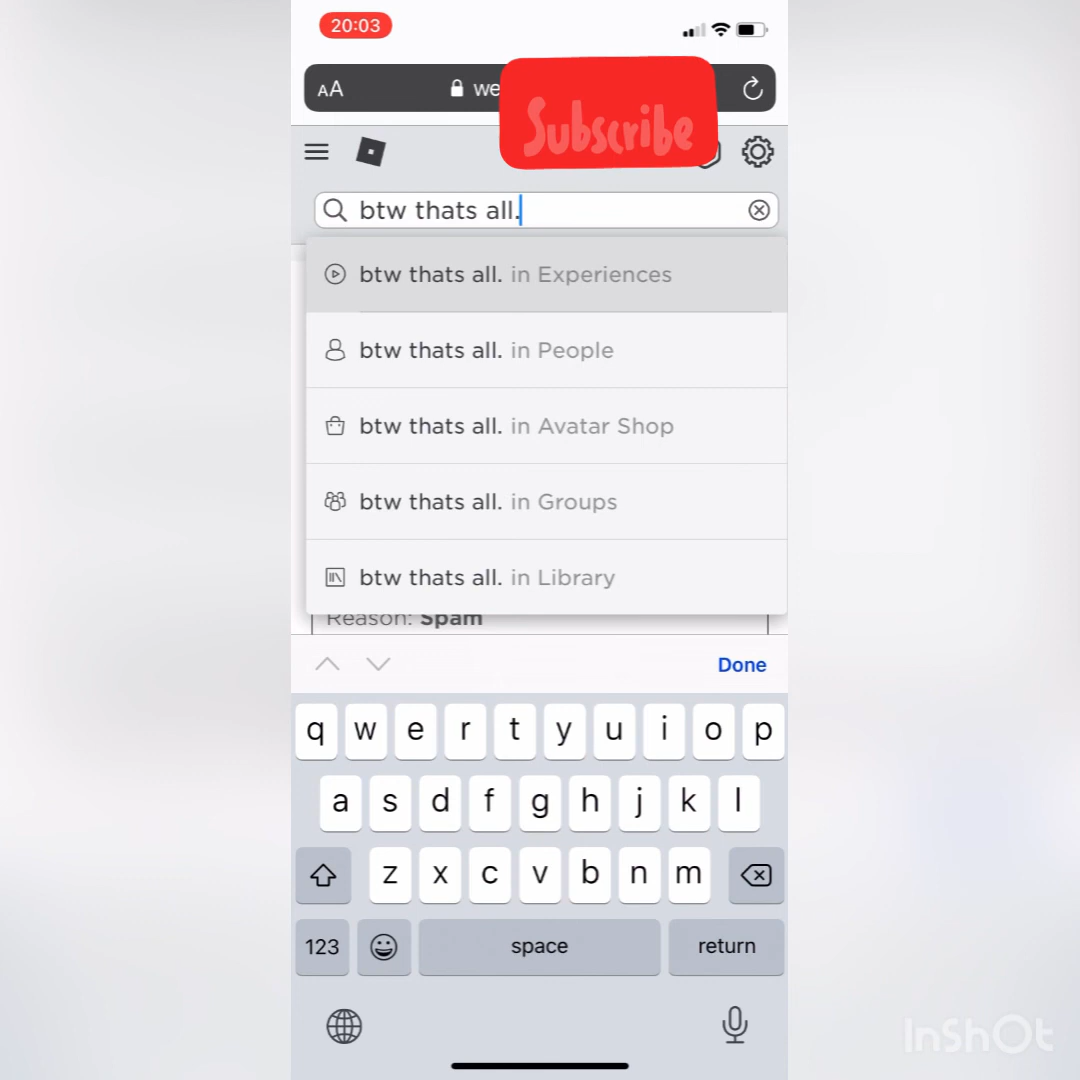 20:03
AA we
Subscribe
btw thats all.
btw thats all. in Experiences
btw thats all. in People
btw thats all. in Avatar Shop
btw thats all. in Groups
btw thats all. in Library
Reason: Spam
Done
q w e r t y u i o p
a s d f g h j k l
z x c v b n m
123 space return
InShOt